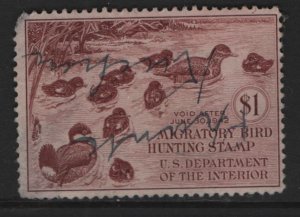 VOID AFTER
JUNE 30, 1942
$1
MIGRATORY BIRD
HUNTING STAMP
U.S. DEPARTMENT
OF THE INTERIOR